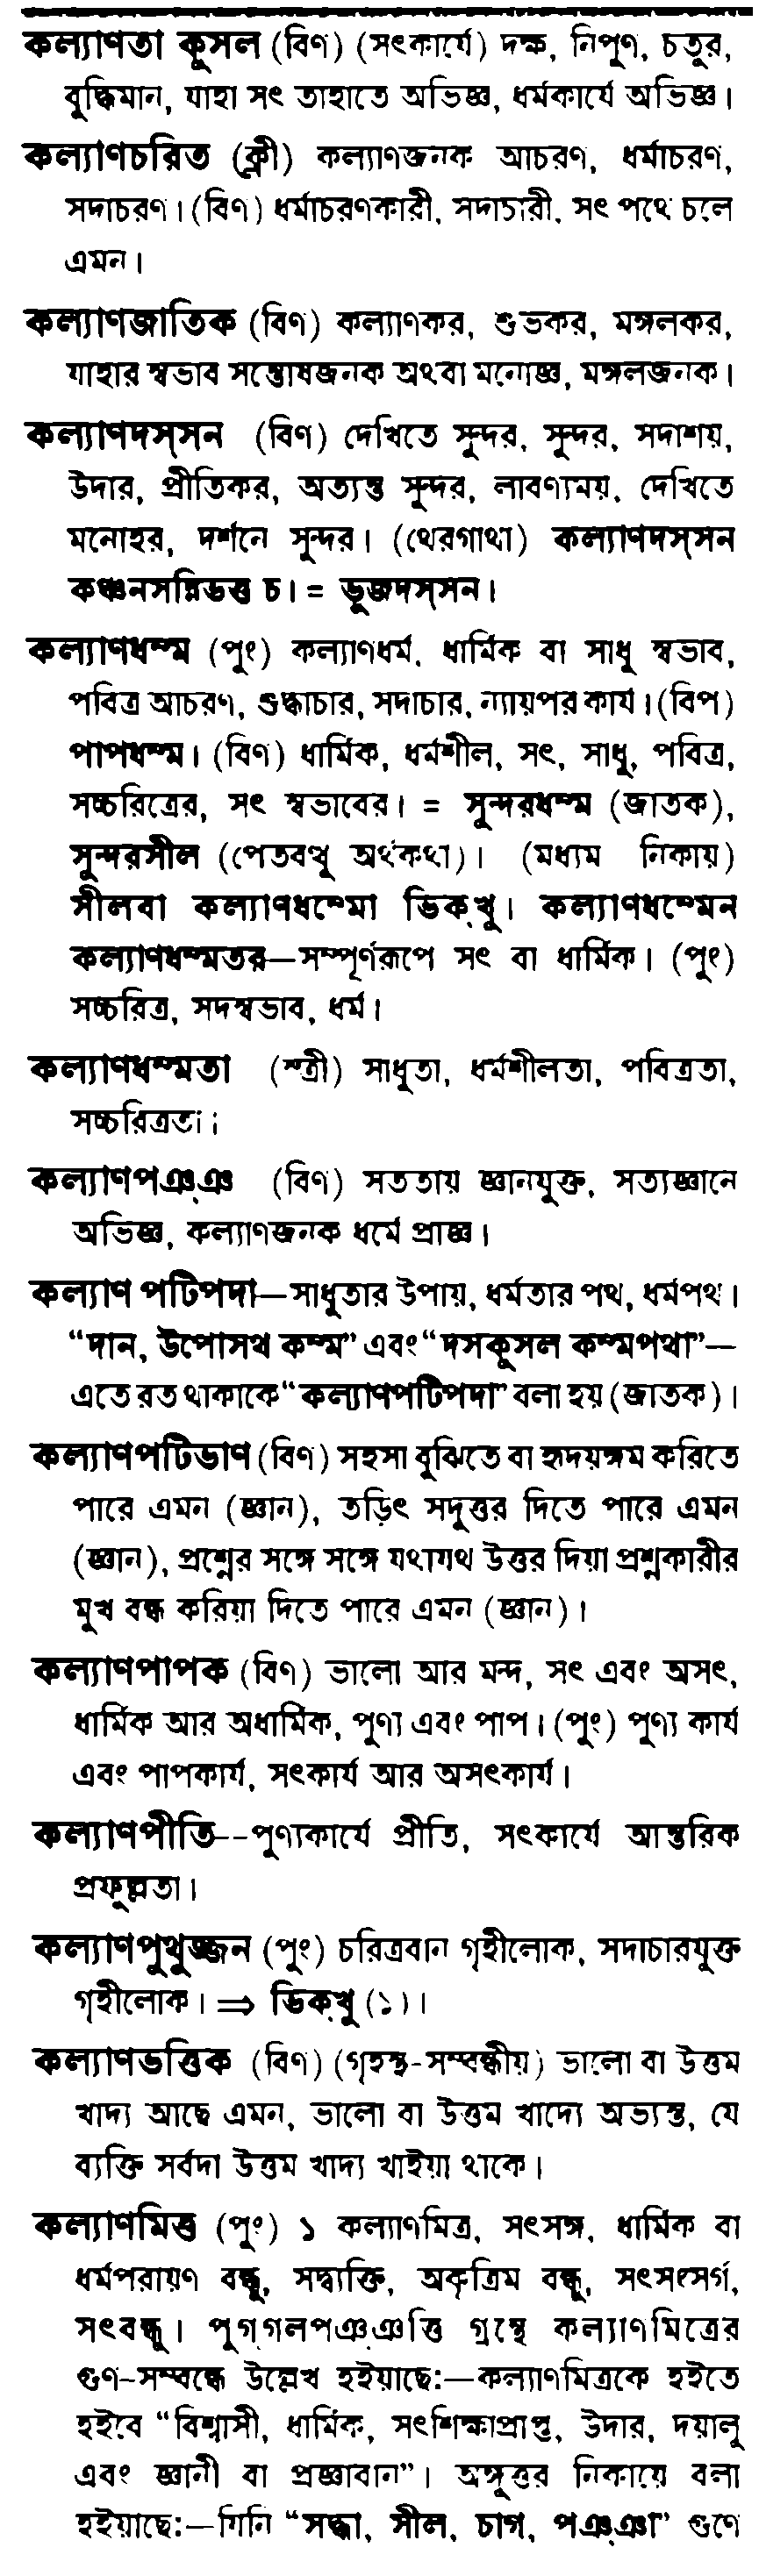 কল্যাণতা কুসল (বিণ) (সৎকার্যে) দক্ষ, নিপুণ, চতুর,
বুদ্ধিমান, যাহা সৎ তাহাতে অভিজ্ঞ, ধর্মকার্যে অভিজ্ঞ।
কল্যাণচরিত (ক্লী) কল্যাণজনক আচরণ, ধর্মাচরণ,
সদাচরণ। (বিণ) ধর্মাচরণকারী, সদাচারী, সৎ পথে চলে
এমন।
কল্যাণজাতিক (বিণ) কল্যাণকর, শুভকর, মঙ্গলকর,
যাহার স্বভাব সন্তোষজনক অথবা মনোজ্ঞ, মঙ্গলজনক।
কল্যাণদস্সন (বিণ) দেখিতে সুন্দর, সুন্দর, সদাশয়,
উদার, প্রীতিকর, অত্যন্ত সুন্দর, লাবণ্যময়, দেখিতে
মনোহর, দর্শনে সুন্দর। (থেরগাথা) কল্যাণদস্সন
কঞ্চনসন্নিভত্ত চ। = ভূজদস্সন।
কল্যাণধম্ম (পুং) কল্যাণধর্ম, ধার্মিক বা সাধু স্বভাব,
পবিত্র আচরণ, শুদ্ধাচার, সদাচার, ন্যায়পর কার্য। (বিপ)
পাপধম্ম। (বিণ) ধার্মিক, ধর্মশীল, সৎ, সাধু, পবিত্র,
সচ্চরিত্রের, সৎ স্বভাবের। = সুন্দরধম্ম (জাতক),
সুন্দরসীল (পেতবত্থু অর্থকথা)। (মধ্যম নিকায়)
সীলবা কল্যাণধম্মো ভিক্খু। কল্যাণধম্মেন
কল্যাণধম্মতর—সম্পূর্ণরূপে সৎ বা ধার্মিক। (পুং)
সচ্চরিত্র, সদস্বভাব, ধর্ম।
কল্যাণধম্মতা (স্ত্রী) সাধুতা, ধর্মশীলতা, পবিত্রতা,
সচ্চরিত্রতা।
কল্যাণপঞ্ঞ (বিণ) সততায় জ্ঞানযুক্ত, সত্যজ্ঞানে
অভিজ্ঞ, কল্যাণজনক ধর্মে প্রাজ্ঞ।
কল্যাণ পটিপদা—সাধুতার উপায়, ধর্মতার পথ, ধর্মপথ।
“দান, উপোসথ কম্ম” এবং “দসকুসল কম্মপথা”—
এতে রত থাকাকে “কল্যাণপটিপদা” বলা হয় (জাতক)।
কল্যাণপটিভাণ (বিণ) সহসা বুঝিতে বা হৃদয়ঙ্গম করিতে
পারে এমন (জ্ঞান), তড়িৎ সদুত্তর দিতে পারে এমন
(জ্ঞান), প্রশ্নের সঙ্গে সঙ্গে যথাযথ উত্তর দিয়া প্রশ্নকারীর
মুখ বন্ধ করিয়া দিতে পারে এমন (জ্ঞান)।
কল্যাণপাপক (বিণ) ভালো আর মন্দ, সৎ এবং অসৎ,
ধার্মিক আর অধার্মিক, পুণ্য এবং পাপ। (পুং) পুণ্য কার্য
এবং পাপকার্য, সৎকার্য আর অসৎকার্য।
কল্যাণপীতি--পুণ্যকার্যে প্রীতি, সৎকার্যে আন্তরিক
প্রফুল্লতা।
কল্যাণপুথুজ্জন (পুং) চরিত্রবান গৃহীলোক, সদাচারযুক্ত
গৃহীলোক। ⇒ ভিক্খু (১)।
কল্যাণভত্তিক (বিণ) (গৃহস্থ-সম্বন্ধীয়) ভালো বা উত্তম
খাদ্য আছে এমন, ভালো বা উত্তম খাদ্যে অভ্যস্ত, যে
ব্যক্তি সর্বদা উত্তম খাদ্য খাইয়া থাকে।
কল্যাণমিত্ত (পুং) ১ কল্যাণমিত্র, সৎসঙ্গ, ধার্মিক বা
ধর্মপরায়ণ বন্ধু, সদ্ব্যক্তি, অকৃত্রিম বন্ধু, সৎসংসর্গ,
সৎবন্ধু। পুগ্গলপঞ্ঞত্তি গ্রন্থে কল্যাণমিত্রের
গুণ-সম্বন্ধে উল্লেখ হইয়াছে:—কল্যাণমিত্রকে হইতে
হইবে “বিশ্বাসী, ধার্মিক, সৎশিক্ষাপ্রাপ্ত, উদার, দয়ালু
এবং জ্ঞানী বা প্রজ্ঞাবান”। অঙ্গুত্তর নিকায়ে বলা
হইয়াছে:—যিনি “সদ্ধা, সীল, চাগ, পঞ্ঞা” গুণে